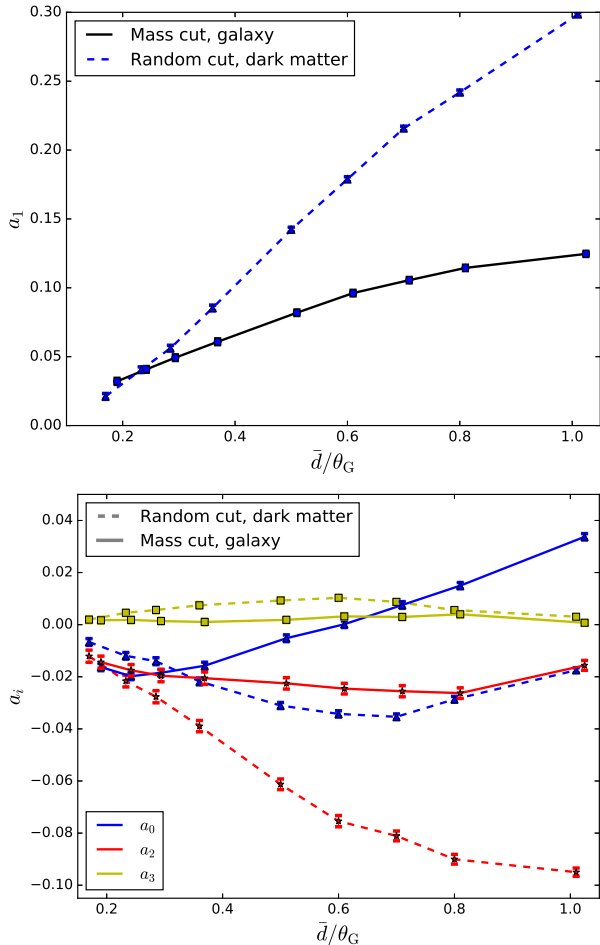 0.30
0.25
0.20
0.15
0.10
0.05
0.00
a₁
Mass cut, galaxy
Random cut, dark matter
0.2 0.4 0.6 0.8 1.0
d̄/θ_G
0.04
0.02
0.00
−0.02
−0.04
−0.06
−0.08
−0.10
aᵢ
Random cut, dark matter
Mass cut, galaxy
a₀
a₂
a₃
0.2 0.4 0.6 0.8 1.0
d̄/θ_G